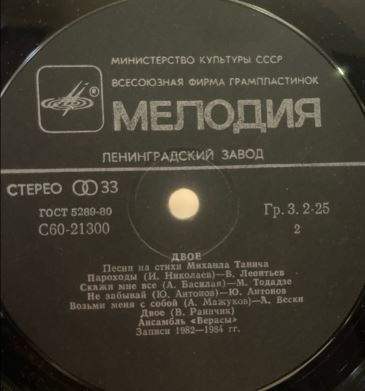 МИНИСТЕРСТВО КУЛЬТУРЫ СССР
ВСЕСОЮЗНАЯ ФИРМА ГРАМПЛАСТИНОК
®
МЕЛОДИЯ
ЛЕНИНГРАДСКИЙ ЗАВОД
СТЕРЕО 33
ГОСТ 5289-80
С60-21300
Гр. 3. 2-25
2
ДВОЕ
Песни на стихи Михаила Танича
Пароходы (И. Николаев)—В. Леонтьев
Скажи мне все (А. Басилая)—М. Тодадзе
Не забывай (Ю. Антонов)—Ю. Антонов
Возьми меня с собой (А. Мажуков)—А. Вески
Двое (В. Раинчик)
Ансамбль «Верасы»
Записи 1982—1984 гг.